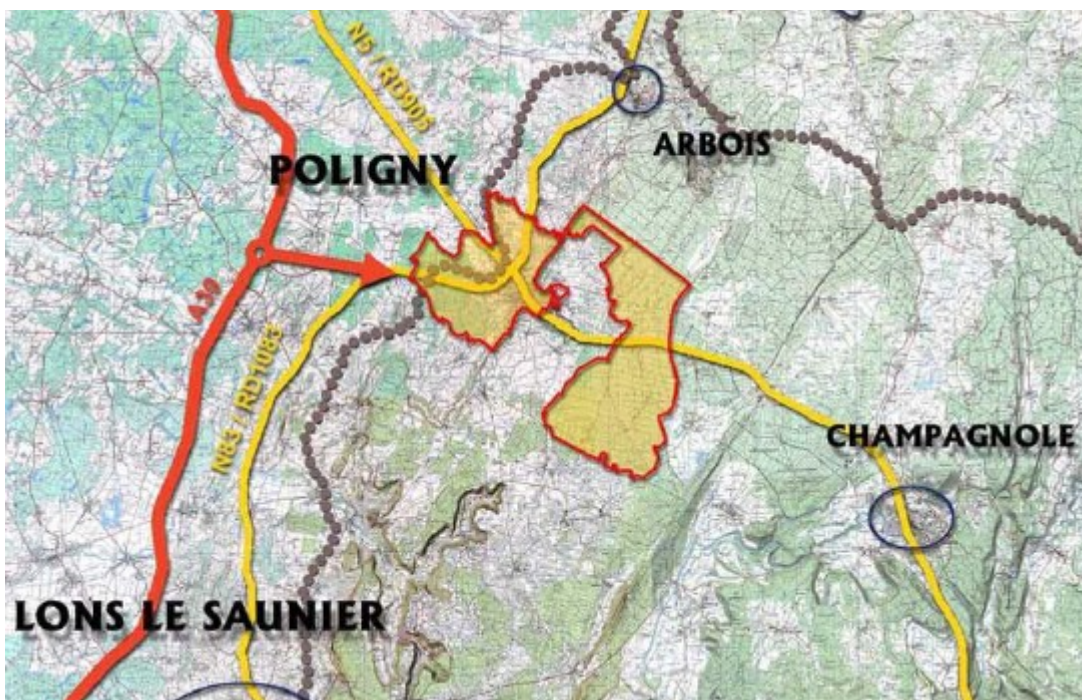 N5 / RD905
ARBOIS
POLIGNY
A39
N83 / RD1083
CHAMPAGNOLE
LONS LE SAUNIER